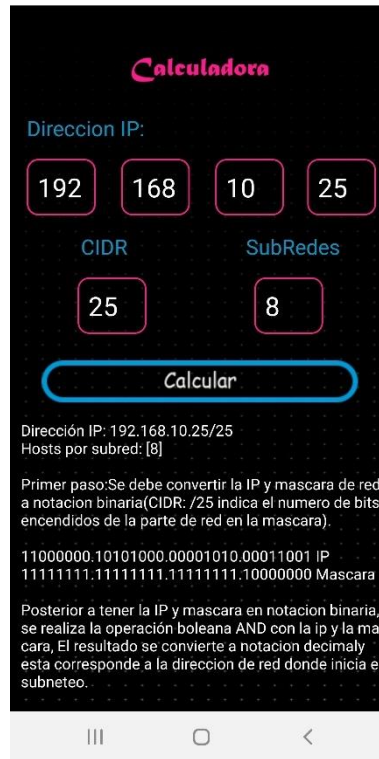 Calculadora
Direccion IP:
192 168 10 25
CIDR SubRedes
25 8
Calcular
Dirección IP: 192.168.10.25/25
Hosts por subred: [8]
Primer paso:Se debe convertir la IP y mascara de red
a notacion binaria(CIDR: /25 indica el numero de bits
encendidos de la parte de red en la mascara).
11000000.10101000.00001010.00011001 IP
11111111.11111111.11111111.10000000 Mascara
Posterior a tener la IP y mascara en notacion binaria,
se realiza la operación boleana AND con la ip y la ma
cara, El resultado se convierte a notacion decimaly
esta corresponde a la direccion de red donde inicia e
subneteo.